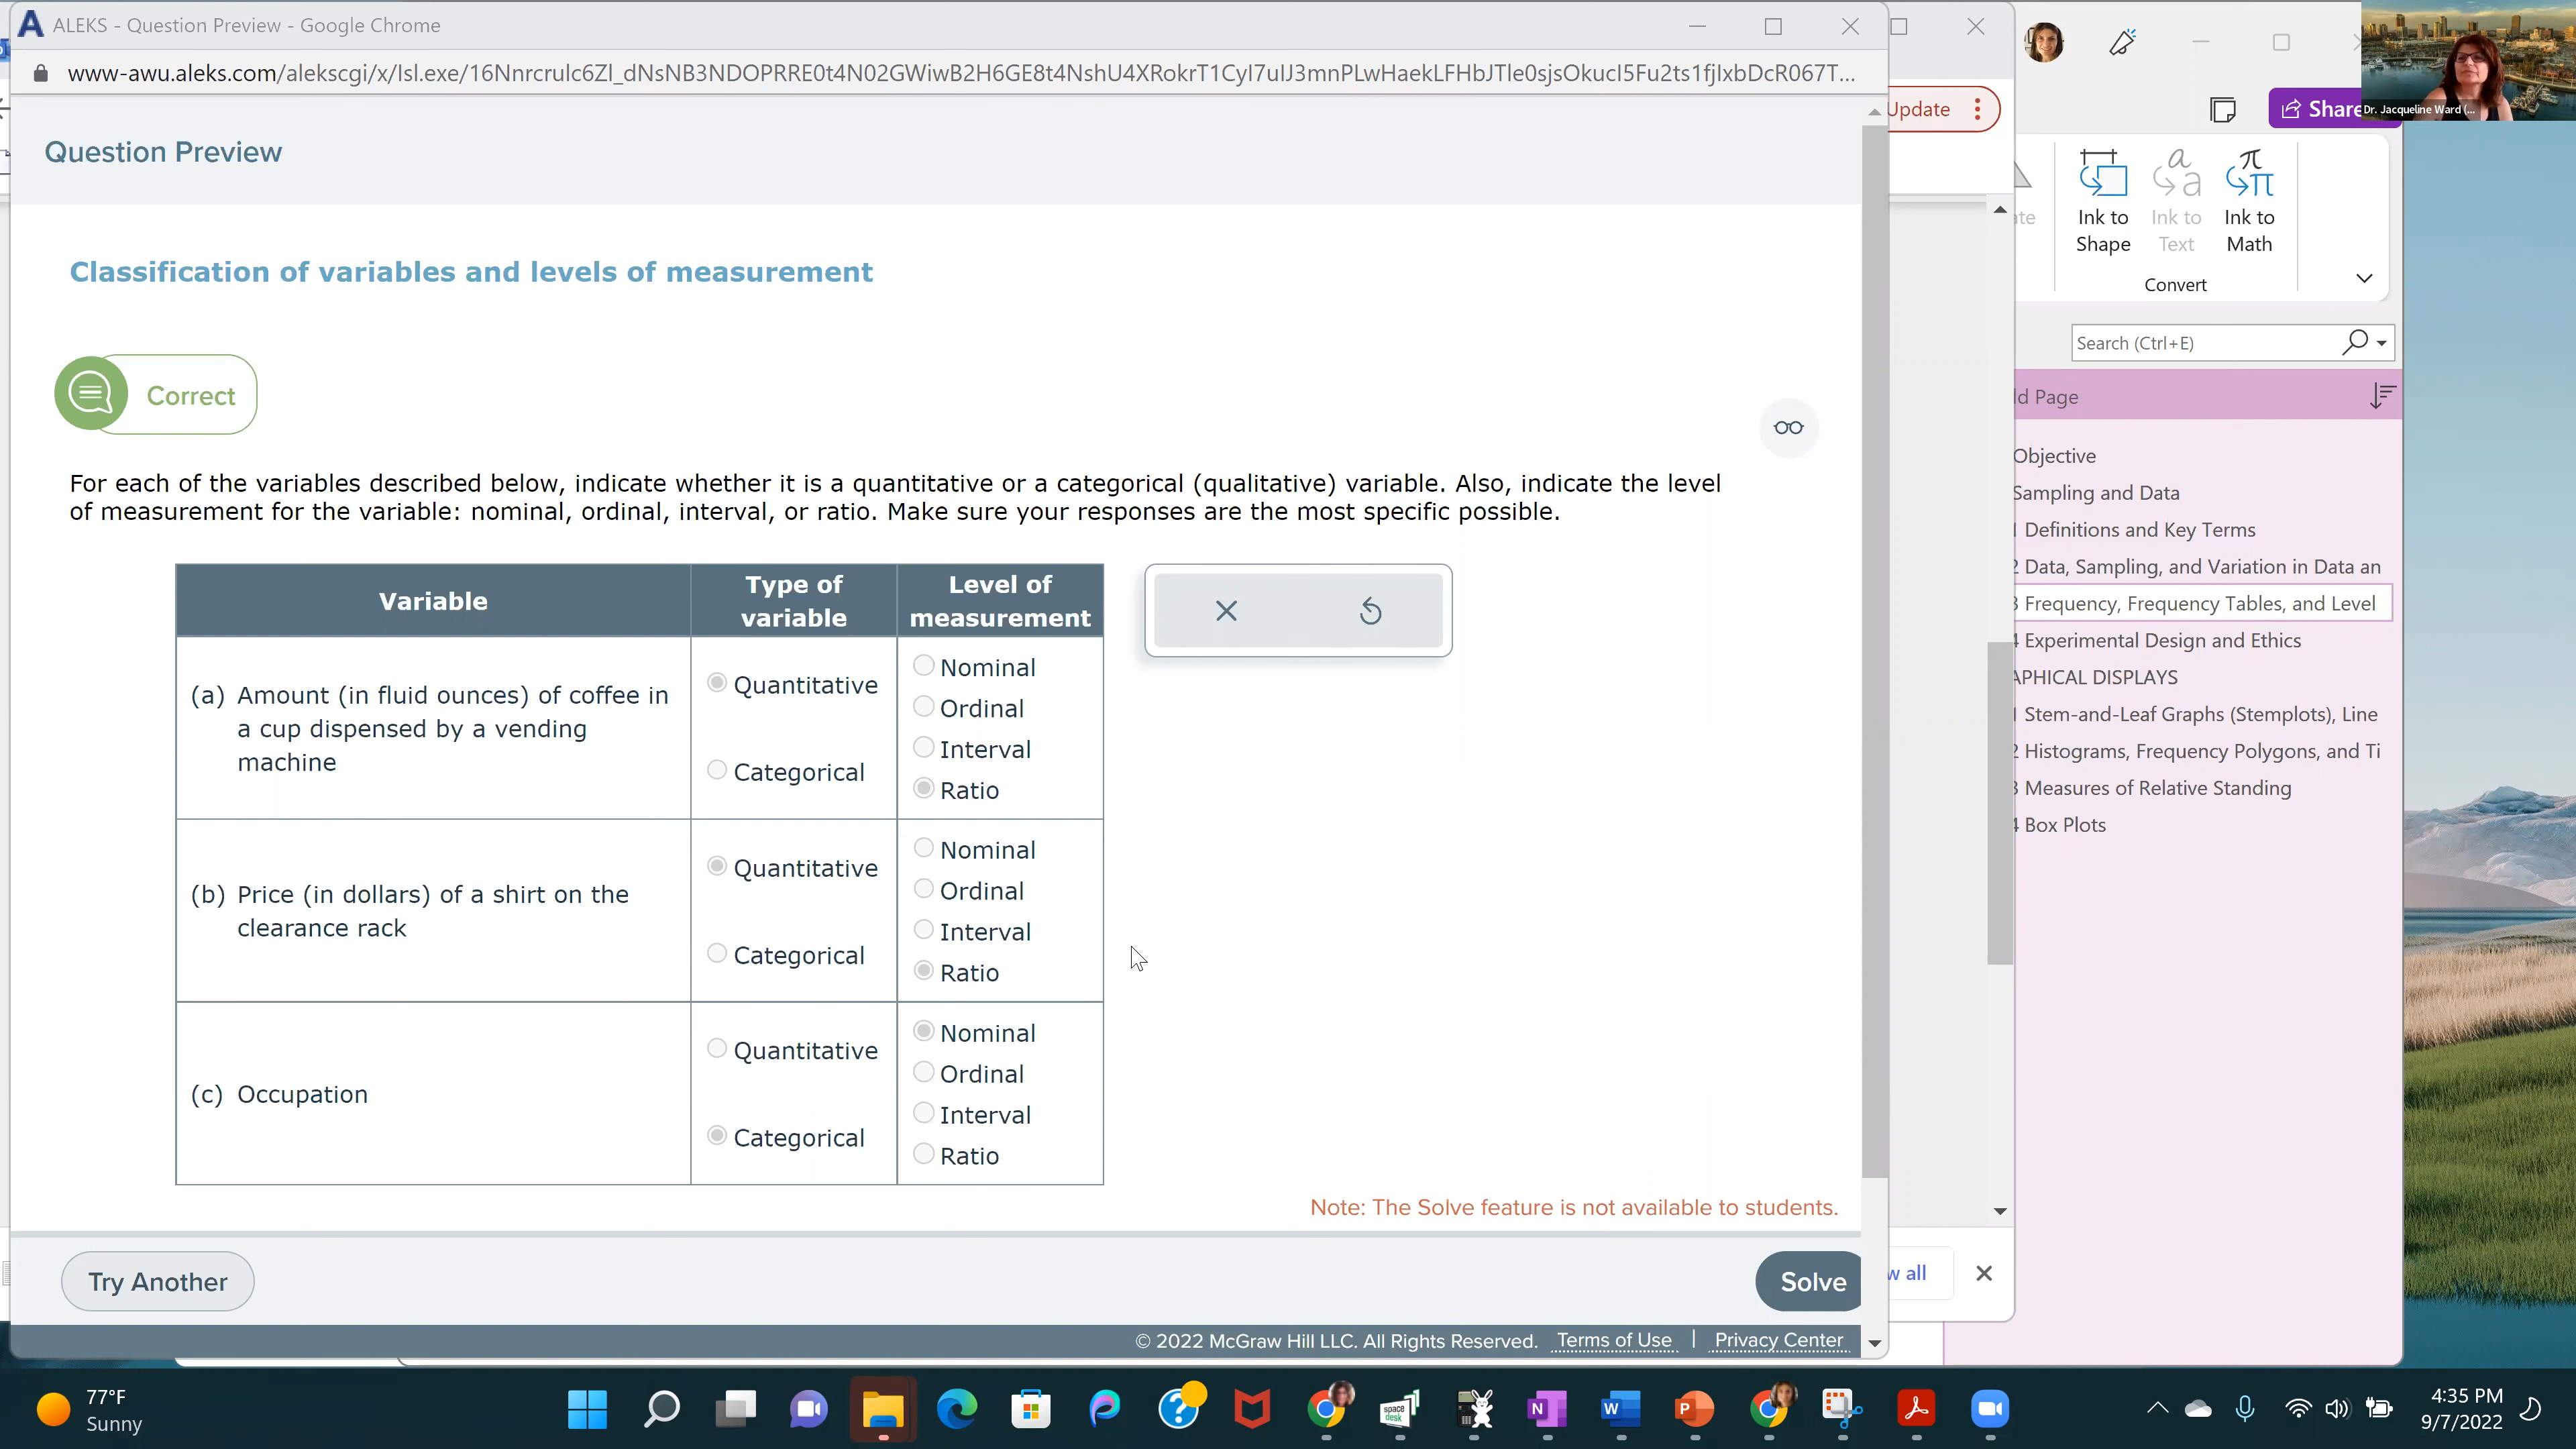 ALEKS - Question Preview - Google Chrome
www-awu.aleks.com/alekscgi/x/Isl.exe/
Question Preview
Classification of variables and levels of measurement
Correct
For each of the variables described below, indicate whether it is a quantitative or a categorical (qualitative) variable. Also, indicate the level
of measurement for the variable: nominal, ordinal, interval, or ratio. Make sure your responses are the most specific possible.
Variable
Type of
variable
Level of
measurement
(a) Amount (in fluid ounces) of coffee in
a cup dispensed by a vending
machine
Quantitative
Categorical
Nominal
Ordinal
Interval
Ratio
(b) Price (in dollars) of a shirt on the
clearance rack
Quantitative
Categorical
Nominal
Ordinal
Interval
Ratio
(c) Occupation
Quantitative
Categorical
Nominal
Ordinal
Interval
Ratio
Note: The Solve feature is not available to students.
Try Another
Solve
© 2022 McGraw Hill LLC. All Rights Reserved. Terms of Use | Privacy Center
Update
Share
Dr. Jacqueline Ward (...
Ink to
Shape
Ink to
Text
Ink to
Math
Convert
Search (Ctrl+E)
d Page
Objective
Sampling and Data
Definitions and Key Terms
2 Data, Sampling, and Variation in Data an
3 Frequency, Frequency Tables, and Level
4 Experimental Design and Ethics
APHICAL DISPLAYS
1 Stem-and-Leaf Graphs (Stemplots), Line
2 Histograms, Frequency Polygons, and Ti
3 Measures of Relative Standing
4 Box Plots
w all
77°F
Sunny
space
desk
4:35 PM
9/7/2022